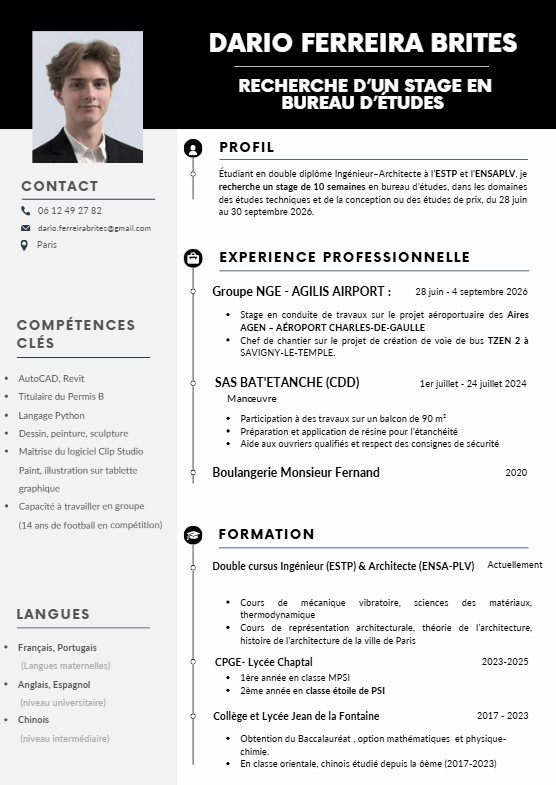 DARIO FERREIRA BRITES
RECHERCHE D'UN STAGE EN
BUREAU D'ÉTUDES
CONTACT
06 12 49 27 82
dario.ferreirabrites@gmail.com
Paris
COMPÉTENCES
CLÉS
• AutoCAD, Revit
• Titulaire du Permis B
• Langage Python
• Dessin, peinture, sculpture
• Maîtrise du logiciel Clip Studio
Paint, illustration sur tablette
graphique
• Capacité à travailler en groupe
(14 ans de football en compétition)
LANGUES
• Français, Portugais
(Langues maternelles)
• Anglais, Espagnol
(niveau universitaire)
• Chinois
(niveau intermédiaire)
PROFIL
Étudiant en double diplôme Ingénieur–Architecte à l'ESTP et l'ENSAPLV, je
recherche un stage de 10 semaines en bureau d'études, dans les domaines
des études techniques et de la conception ou des études de prix, du 28 juin
au 30 septembre 2026.
EXPERIENCE PROFESSIONNELLE
Groupe NGE - AGILIS AIRPORT : 28 juin - 4 septembre 2026
• Stage en conduite de travaux sur le projet aéroportuaire des Aires
AGEN – AÉROPORT CHARLES-DE-GAULLE
• Chef de chantier sur le projet de création de voie de bus TZEN 2 à
SAVIGNY-LE-TEMPLE.
SAS BAT'ETANCHE (CDD) 1er juillet - 24 juillet 2024
Manœuvre
• Participation à des travaux sur un balcon de 90 m²
• Préparation et application de résine pour l'étanchéité
• Aide aux ouvriers qualifiés et respect des consignes de sécurité
Boulangerie Monsieur Fernand 2020
FORMATION
Double cursus Ingénieur (ESTP) & Architecte (ENSA-PLV) Actuellement
• Cours de mécanique vibratoire, sciences des matériaux,
thermodynamique
• Cours de représentation architecturale, théorie de l'architecture,
histoire de l'architecture de la ville de Paris
CPGE- Lycée Chaptal 2023-2025
• 1ère année en classe MPSI
• 2ème année en classe étoile de PSI
Collège et Lycée Jean de la Fontaine 2017 - 2023
• Obtention du Baccalauréat , option mathématiques et physique-
chimie.
• En classe orientale, chinois étudié depuis la 6ème (2017-2023)